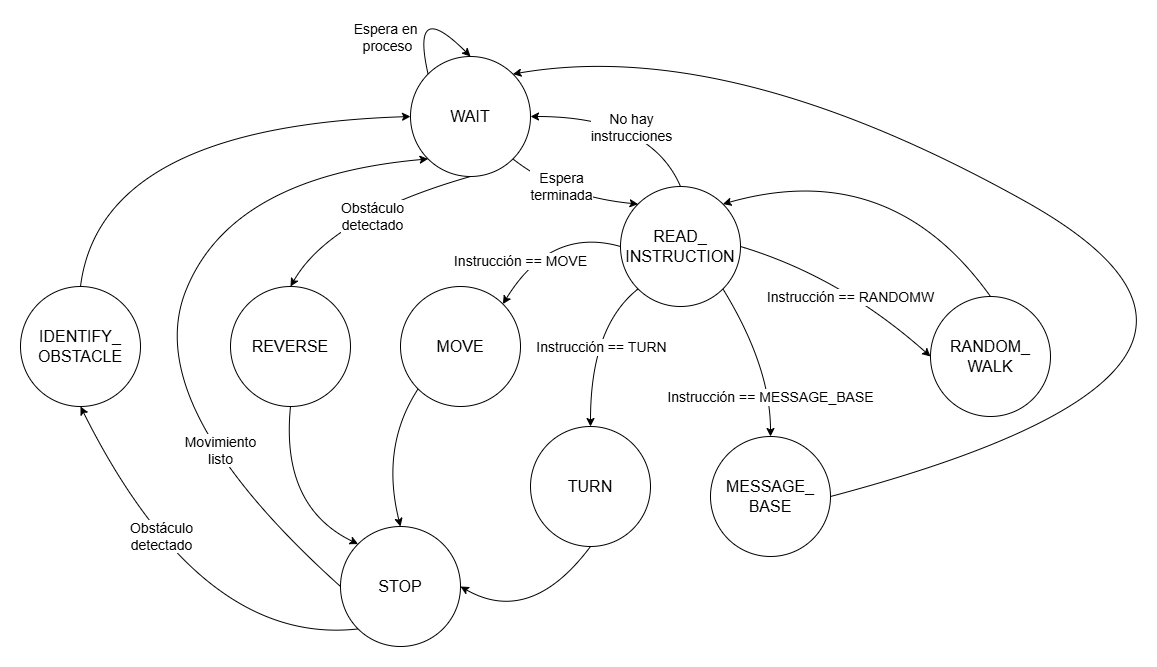 Espera en
proceso
WAIT
No hay
instrucciones
Espera
terminada
Obstáculo
detectado
READ_
INSTRUCTION
Instrucción == MOVE
Instrucción == RANDOMW
IDENTIFY_
OBSTACLE
REVERSE
MOVE
Instrucción == TURN
RANDOM_
WALK
Instrucción == MESSAGE_BASE
Movimiento
listo
TURN
MESSAGE_
BASE
Obstáculo
detectado
STOP